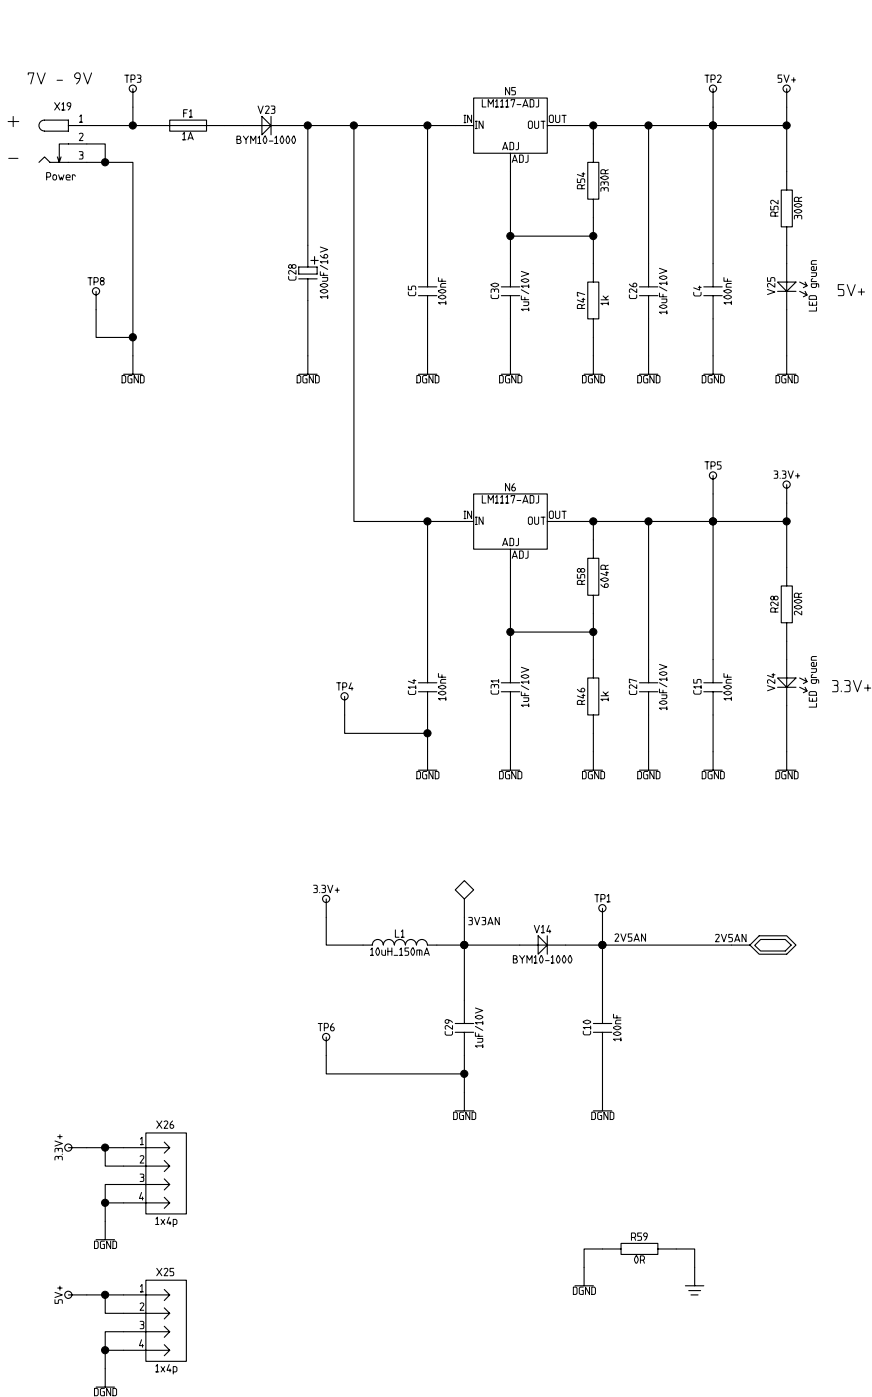 7V - 9V
TP3
X19
+
1
2
3
-
Power
F1
1A
V23
BYM10-1000
TP8
DGND
C28
+
100uF/16V
DGND
C5
100nF
DGND
N5
LM1117-ADJ
IN
IN
OUT
OUT
ADJ
ADJ
C30
1uF/10V
DGND
R54
330R
R47
1k
DGND
C26
10uF/10V
DGND
TP2
C4
100nF
DGND
5V+
R52
300R
V25
LED gruen
5V+
DGND
N6
LM1117-ADJ
IN
IN
OUT
OUT
ADJ
ADJ
TP4
C14
100nF
DGND
C31
1uF/10V
DGND
R58
604R
R46
1k
DGND
C27
10uF/10V
DGND
TP5
C15
100nF
DGND
3.3V+
R28
200R
V24
LED gruen
3.3V+
DGND
3.3V+
L1
10uH_150mA
3V3AN
V14
BYM10-1000
TP1
2V5AN
2V5AN
TP6
C29
1uF/10V
DGND
C10
100nF
DGND
X26
3.3V+
1
2
3
4
1x4p
DGND
X25
5V+
1
2
3
4
1x4p
DGND
R59
0R
DGND